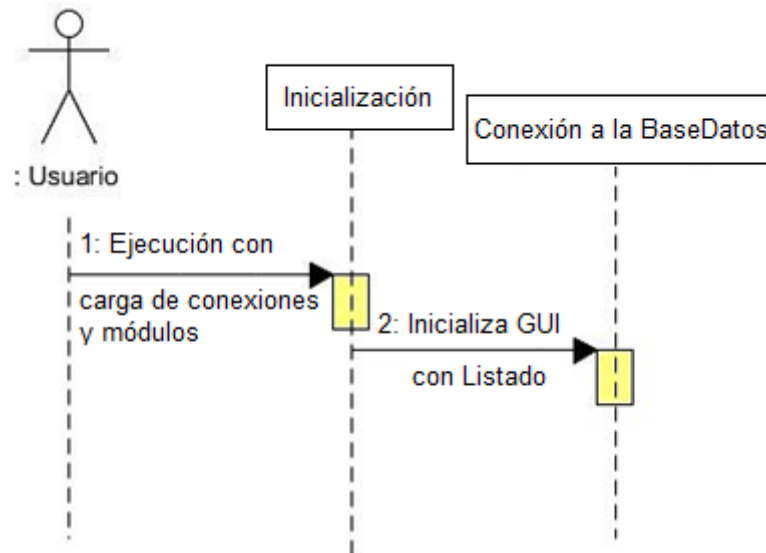 Inicialización
Conexión a la BaseDatos
: Usuario
1: Ejecución con
carga de conexiones
y módulos
2: Inicializa GUI
con Listado